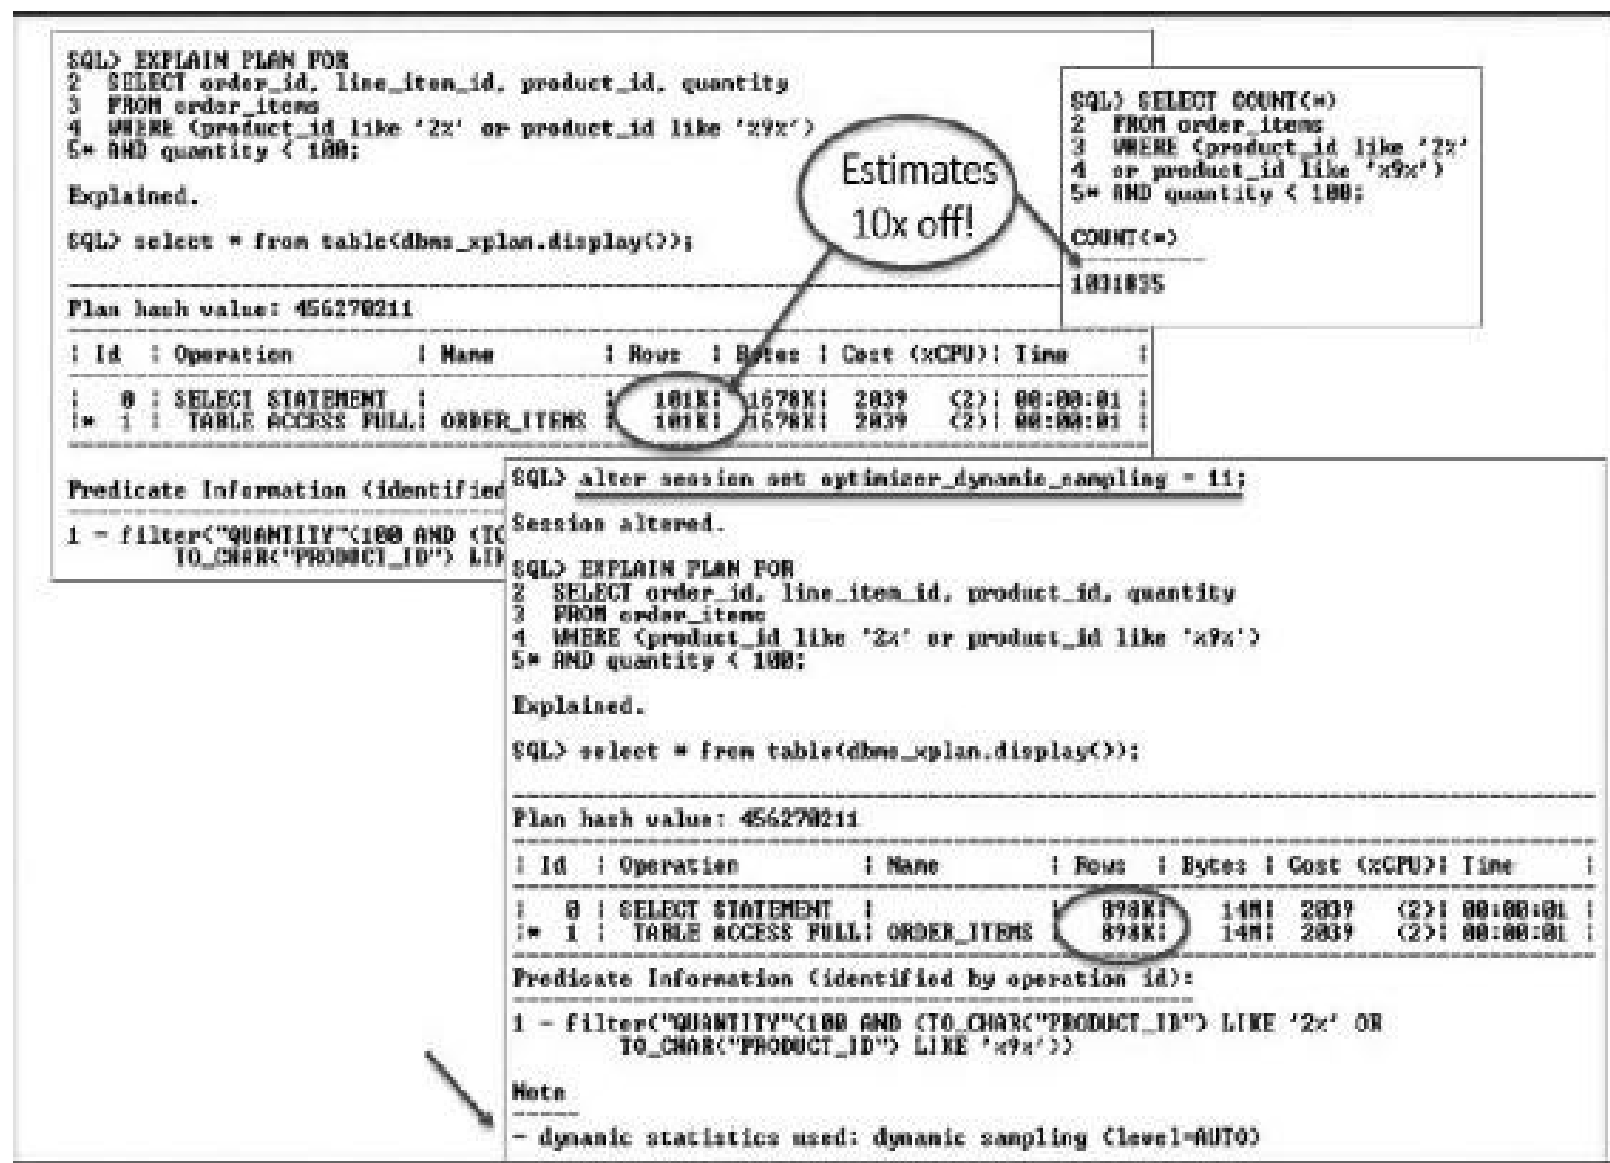 SQL> EXPLAIN PLAN FOR
2 SELECT order_id, line_item_id, product_id, quantity
3 FROM order_items
4 WHERE (product_id like '2%' or product_id like '%9%')
5* AND quantity < 100;
Explained.
SQL> select * from table(dbms_xplan.display());
Plan hash value: 456270211
| Id | Operation | Name | Rows | Bytes | Cost (%CPU)| Time |
| 0 | SELECT STATEMENT | | 101K| 1678K| 2039 (2)| 00:00:01 |
|* 1 | TABLE ACCESS FULL| ORDER_ITEMS | 101K| 1678K| 2039 (2)| 00:00:01 |
Predicate Information (identified
1 - filter("QUANTITY"<100 AND (TO
TO_CHAR("PRODUCT_ID") LIK
Estimates
10x off!
SQL> SELECT COUNT(*)
2 FROM order_items
3 WHERE (product_id like '2%'
4 or product_id like '%9%')
5* AND quantity < 100;
COUNT(*)
----------
1031835
SQL> alter session set optimizer_dynamic_sampling = 11;
Session altered.
SQL> EXPLAIN PLAN FOR
2 SELECT order_id, line_item_id, product_id, quantity
3 FROM order_items
4 WHERE (product_id like '2%' or product_id like '%9%')
5* AND quantity < 100;
Explained.
SQL> select * from table(dbms_xplan.display());
Plan hash value: 456270211
| Id | Operation | Name | Rows | Bytes | Cost (%CPU)| Time |
| 0 | SELECT STATEMENT | | 898K| 14M| 2039 (2)| 00:00:01 |
|* 1 | TABLE ACCESS FULL| ORDER_ITEMS | 898K| 14M| 2039 (2)| 00:00:01 |
Predicate Information (identified by operation id):
1 - filter("QUANTITY"<100 AND (TO_CHAR("PRODUCT_ID") LIKE '2%' OR
TO_CHAR("PRODUCT_ID") LIKE '%9%'))
Note
-----
- dynamic statistics used: dynamic sampling (level=AUTO)